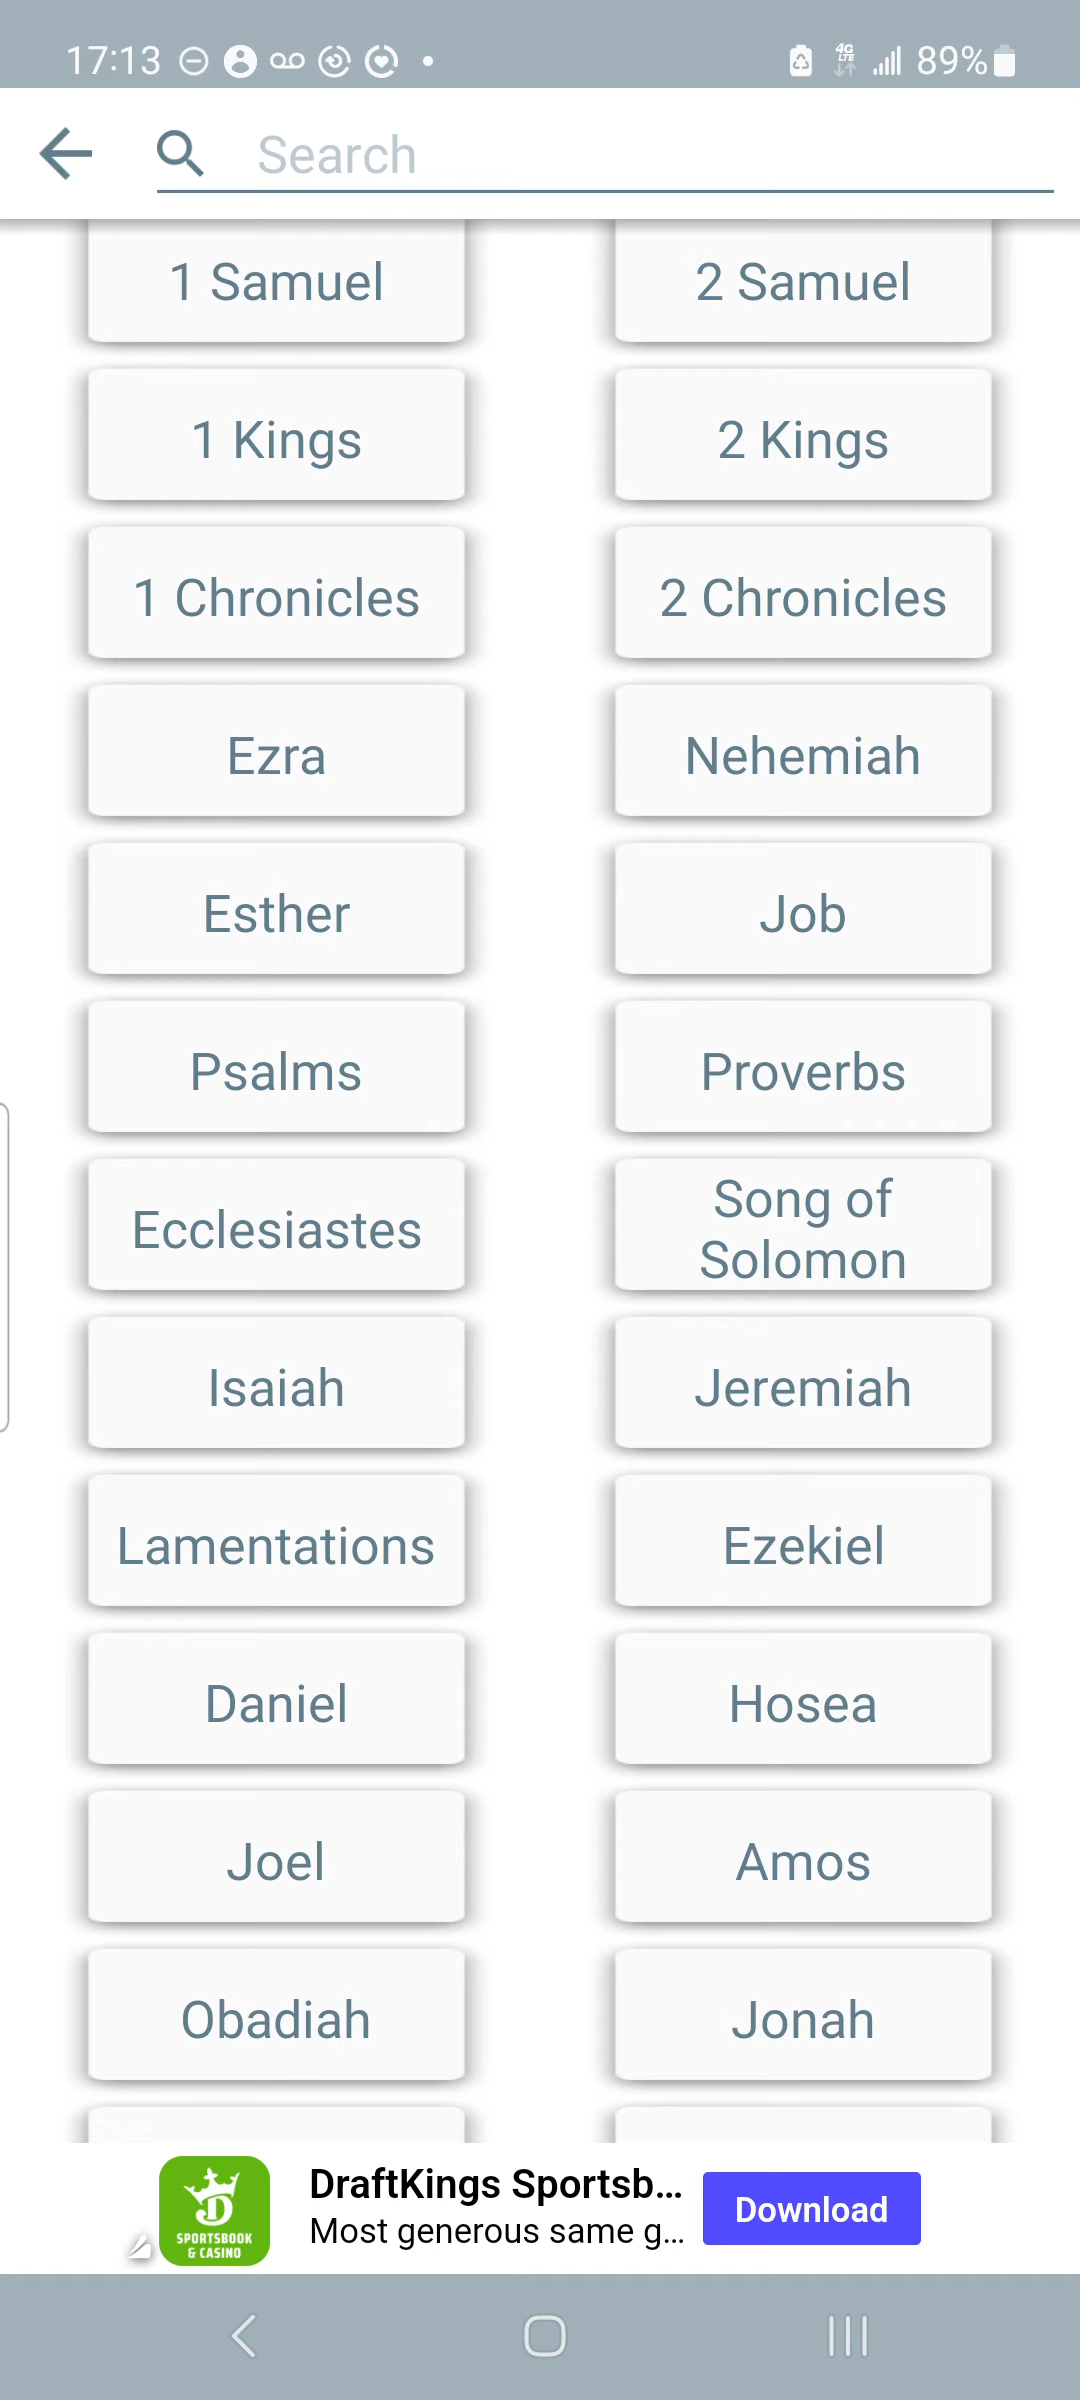 17:13
4G
LTE
89%
Search
1 Samuel
2 Samuel
1 Kings
2 Kings
1 Chronicles
2 Chronicles
Ezra
Nehemiah
Esther
Job
Psalms
Proverbs
Ecclesiastes
Song of
Solomon
Isaiah
Jeremiah
Lamentations
Ezekiel
Daniel
Hosea
Joel
Amos
Obadiah
Jonah
SPORTSBOOK
& CASINO
DraftKings Sportsb...
Most generous same g...
Download